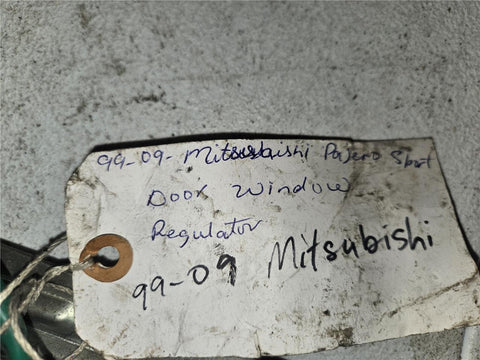 99-09- Mitsubishi Pajero Sport
Door window
Regulator
99-09 Mitsubishi